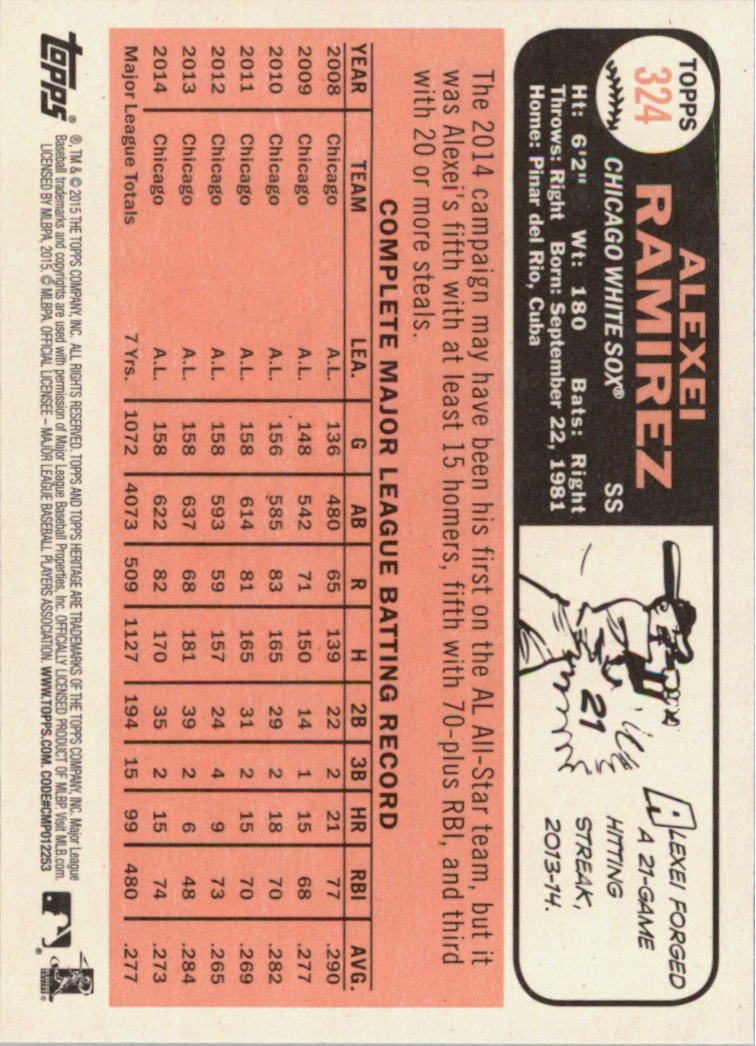 TOPPS
324
ALEXEI
RAMIREZ
CHICAGO WHITE SOX® SS
Ht: 6'2" Wt: 180 Bats: Right
Throws: Right Born: September 22, 1981
Home: Pinar del Rio, Cuba
21
ALEXEI FORGED
A 21-GAME
HITTING
STREAK,
2013-14.
The 2014 campaign may have been his first on the AL All-Star team, but it
was Alexei's fifth with at least 15 homers, fifth with 70-plus RBI, and third
with 20 or more steals.
COMPLETE MAJOR LEAGUE BATTING RECORD
YEAR TEAM LEA. G AB R H 2B 3B HR RBI AVG.
2008 Chicago A.L. 136 480 65 139 22 2 21 77 .290
2009 Chicago A.L. 148 542 71 150 14 1 15 68 .277
2010 Chicago A.L. 156 585 83 165 29 2 18 70 .282
2011 Chicago A.L. 158 614 81 165 31 2 15 70 .269
2012 Chicago A.L. 158 593 59 157 24 4 9 73 .265
2013 Chicago A.L. 158 637 68 181 39 2 6 48 .284
2014 Chicago A.L. 158 622 82 170 35 2 15 74 .273
Major League Totals 7 Yrs. 1072 4073 509 1127 194 15 99 480 .277
topps®
®, TM & © 2015 THE TOPPS COMPANY, INC. ALL RIGHTS RESERVED. TOPPS AND TOPPS HERITAGE ARE TRADEMARKS OF THE TOPPS COMPANY, INC. Major League
Baseball trademarks and copyrights are used with permission of Major League Baseball Properties, Inc. OFFICIALLY LICENSED PRODUCT OF MLBP. Visit MLB.com.
LICENSED BY MLBPA, 2015. © MLBPA. OFFICIAL LICENSEE – MAJOR LEAGUE BASEBALL PLAYERS ASSOCIATION. WWW.TOPPS.COM. CODE#CMP012253